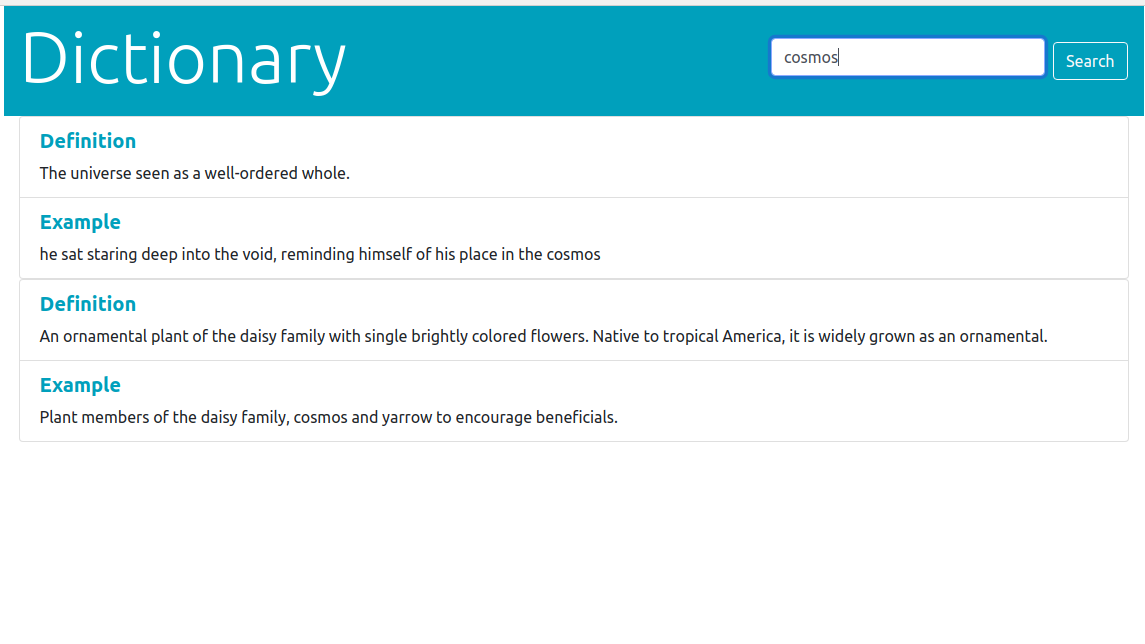 Dictionary
cosmos
Search
Definition
The universe seen as a well-ordered whole.
Example
he sat staring deep into the void, reminding himself of his place in the cosmos
Definition
An ornamental plant of the daisy family with single brightly colored flowers. Native to tropical America, it is widely grown as an ornamental.
Example
Plant members of the daisy family, cosmos and yarrow to encourage beneficials.